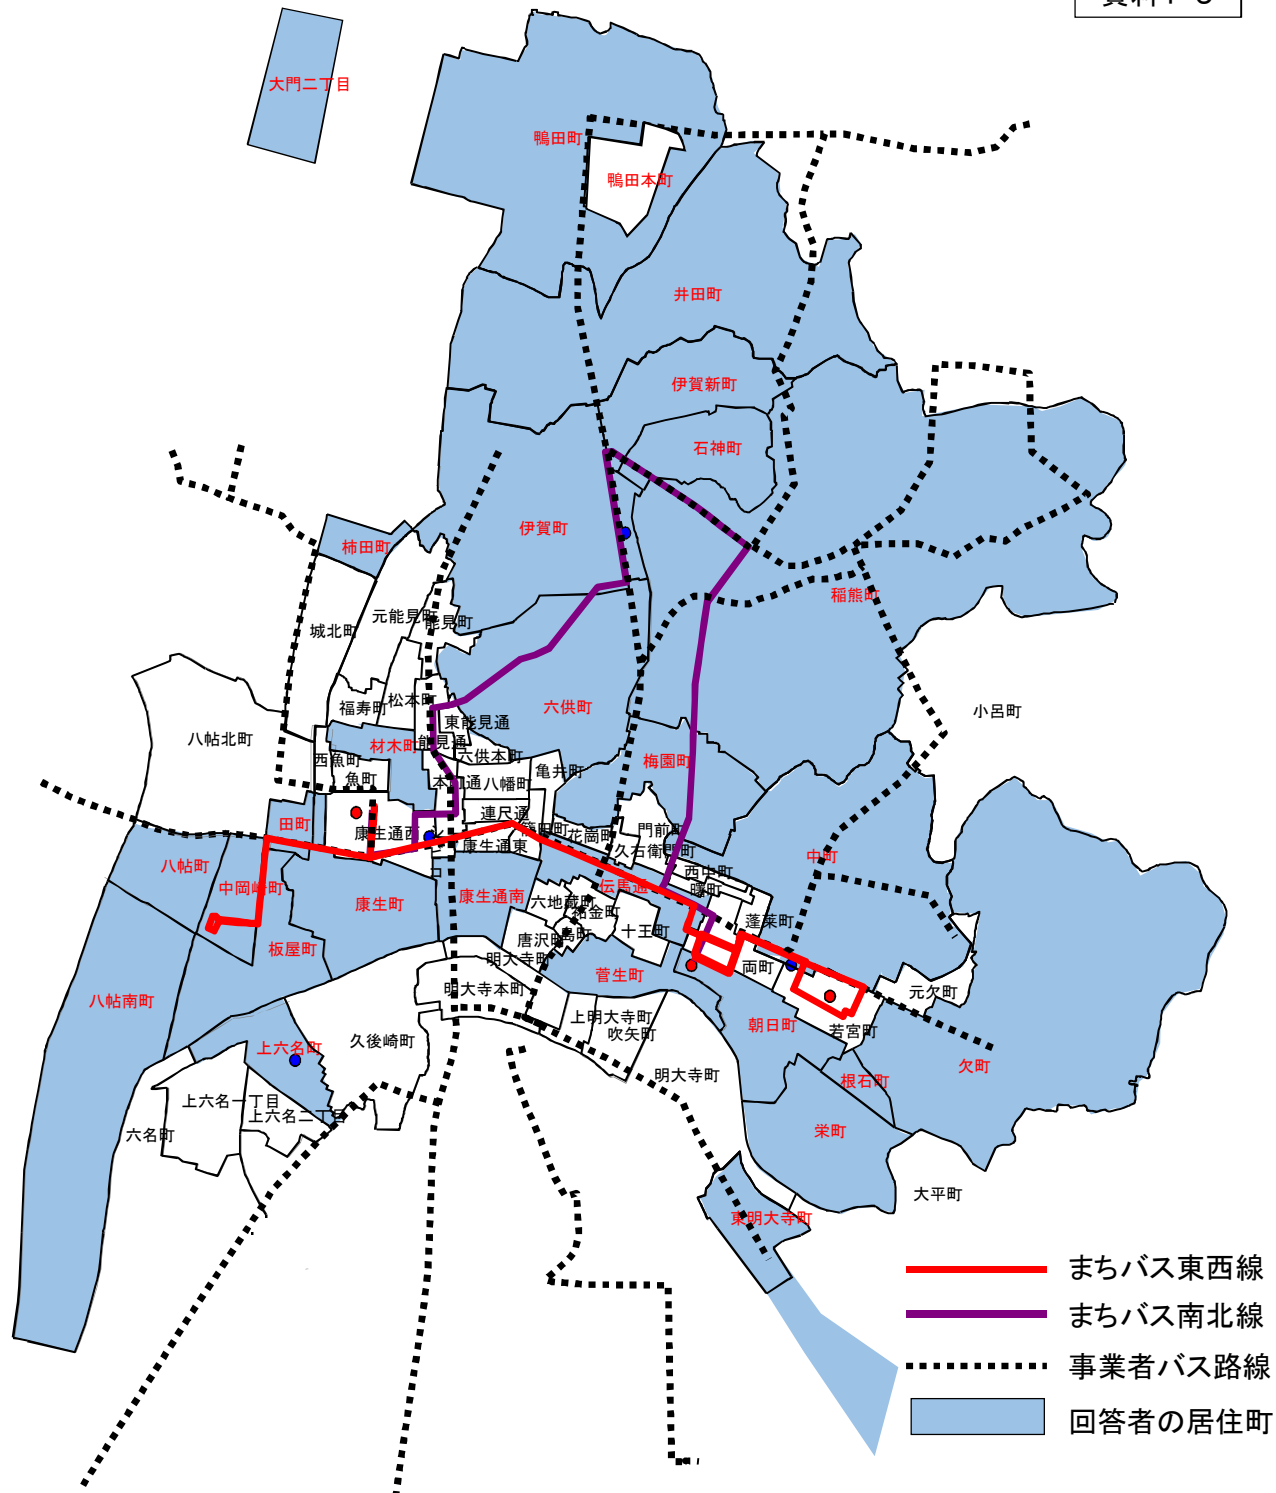 大門二丁目
鴨田町
鴨田本町
井田町
伊賀新町
石神町
伊賀町
柿田町
稲熊町
元能見町
能見町
城北町
松本町
福寿町
六供町
小呂町
東能見通
八帖北町
材木町
能見通
西魚町
六供本町
梅園町
亀井町
魚町
本町通
八幡町
連尺通
田町
康生通西
籠田町
花崗町
門前町
康生通東
久右衛門町
中町
八帖町
西中町
中岡崎町
伝馬通
曙町
康生町
康生通南
六地蔵町
祐金町
蓬莱町
十王町
島町
唐沢町
板屋町
明大寺町
両町
菅生町
明大寺本町
元欠町
八帖南町
上明大寺町
朝日町
若宮町
吹矢町
久後崎町
上六名町
欠町
明大寺町
根石町
上六名一丁目
上六名二丁目
六名町
栄町
大平町
東明大寺町
まちバス東西線
まちバス南北線
事業者バス路線
回答者の居住町